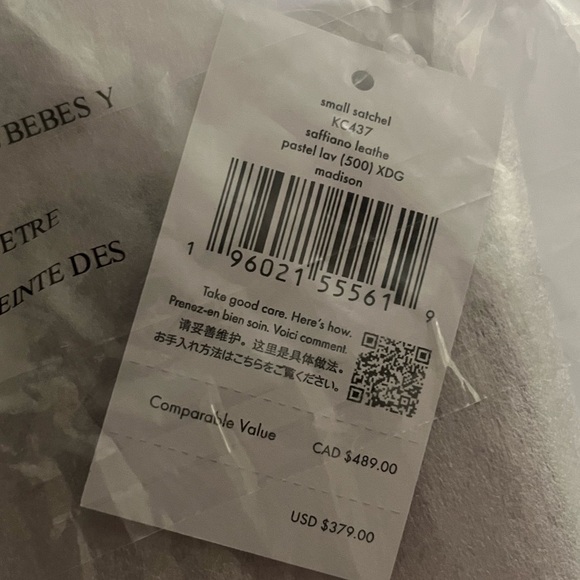 BEBES Y
ETRE
EINTE DES
small satchel
KC437
saffiano leathe
pastel lav (500) XDG
madison
1 96021 55561 9
Take good care. Here's how.
Prenez-en bien soin. Voici comment.
请妥善维护。这里是具体做法。
お手入れ方法はこちらをご覧ください。
Comparable Value
CAD $489.00
USD $379.00